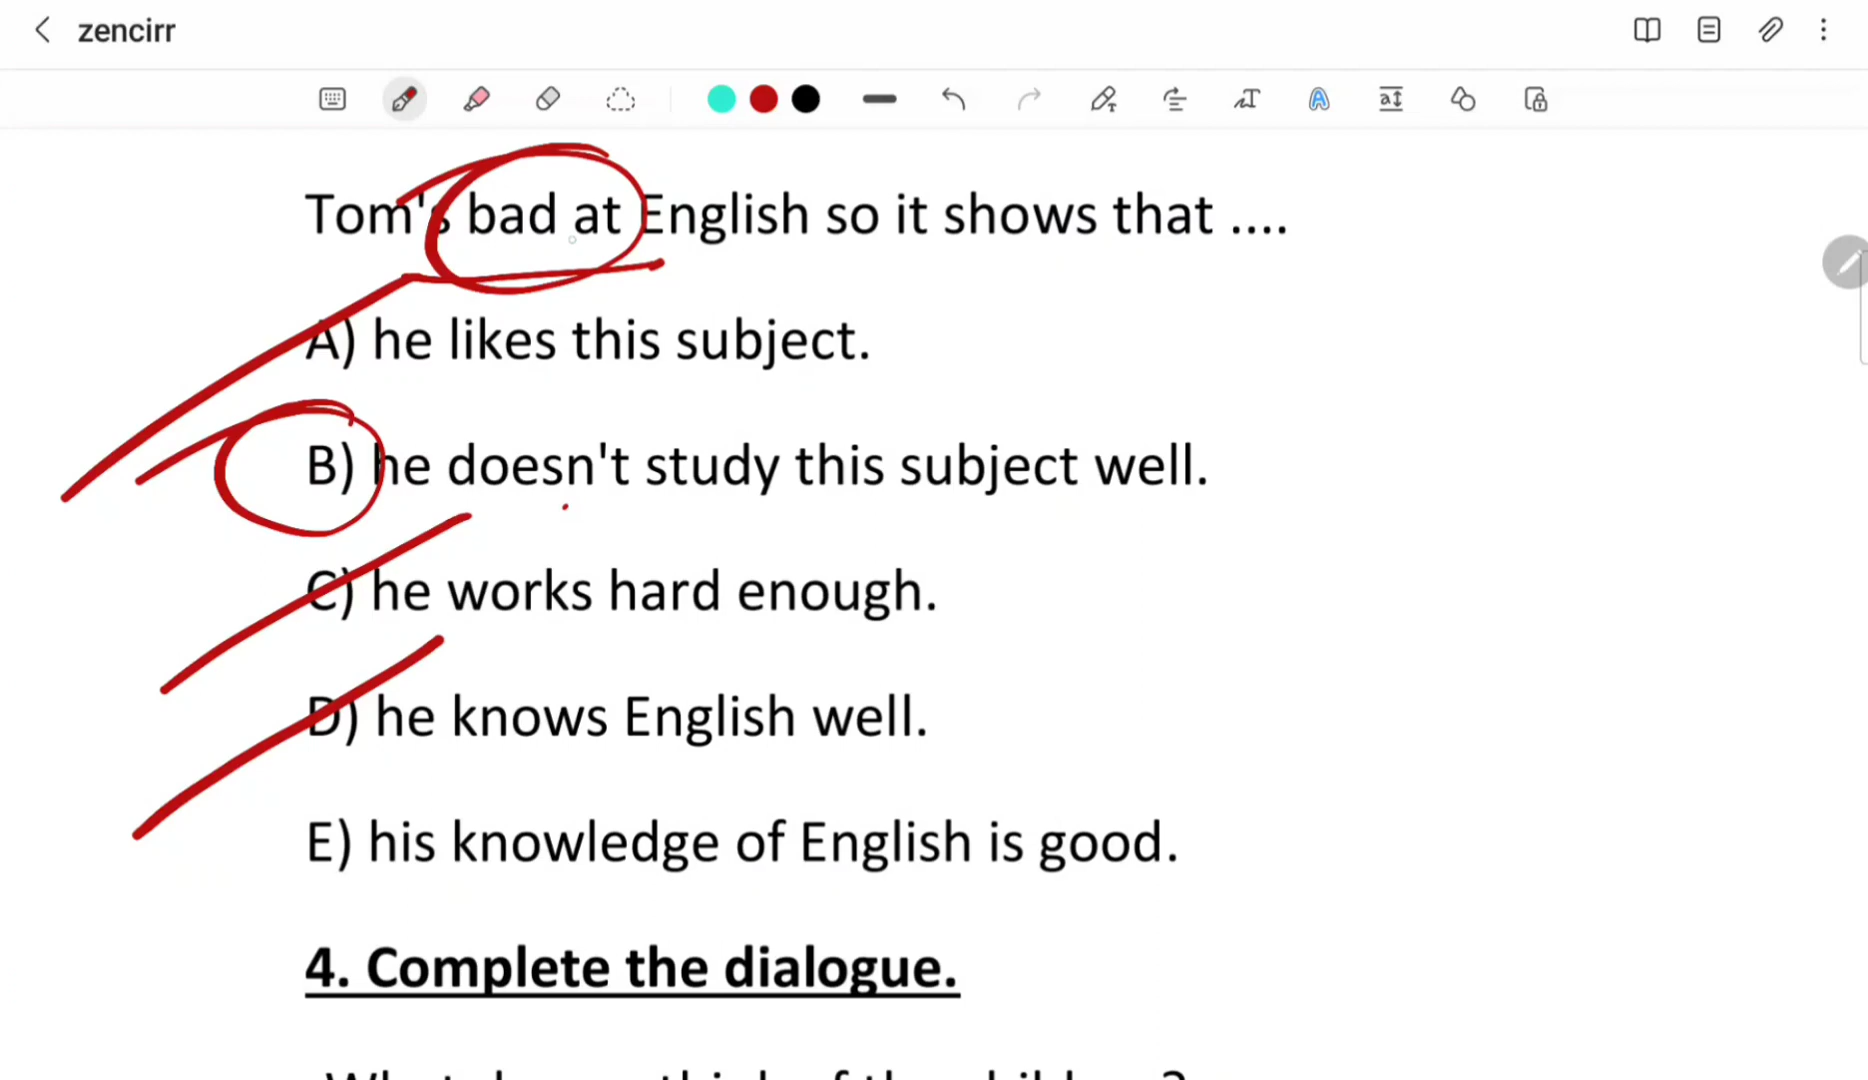 zencirr
Tom's bad at English so it shows that ....
A) he likes this subject.
B) he doesn't study this subject well.
C) he works hard enough.
D) he knows English well.
E) his knowledge of English is good.
4. Complete the dialogue.